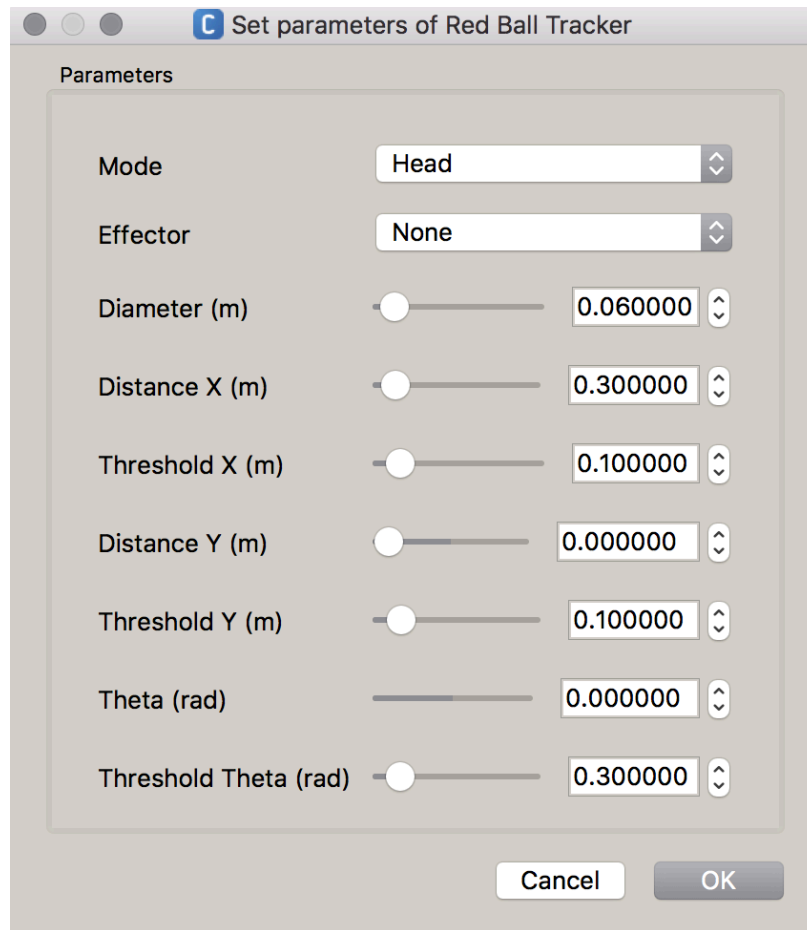 C Set parameters of Red Ball Tracker
Parameters
Mode Head
Effector None
Diameter (m) 0.060000
Distance X (m) 0.300000
Threshold X (m) 0.100000
Distance Y (m) 0.000000
Threshold Y (m) 0.100000
Theta (rad) 0.000000
Threshold Theta (rad) 0.300000
Cancel OK